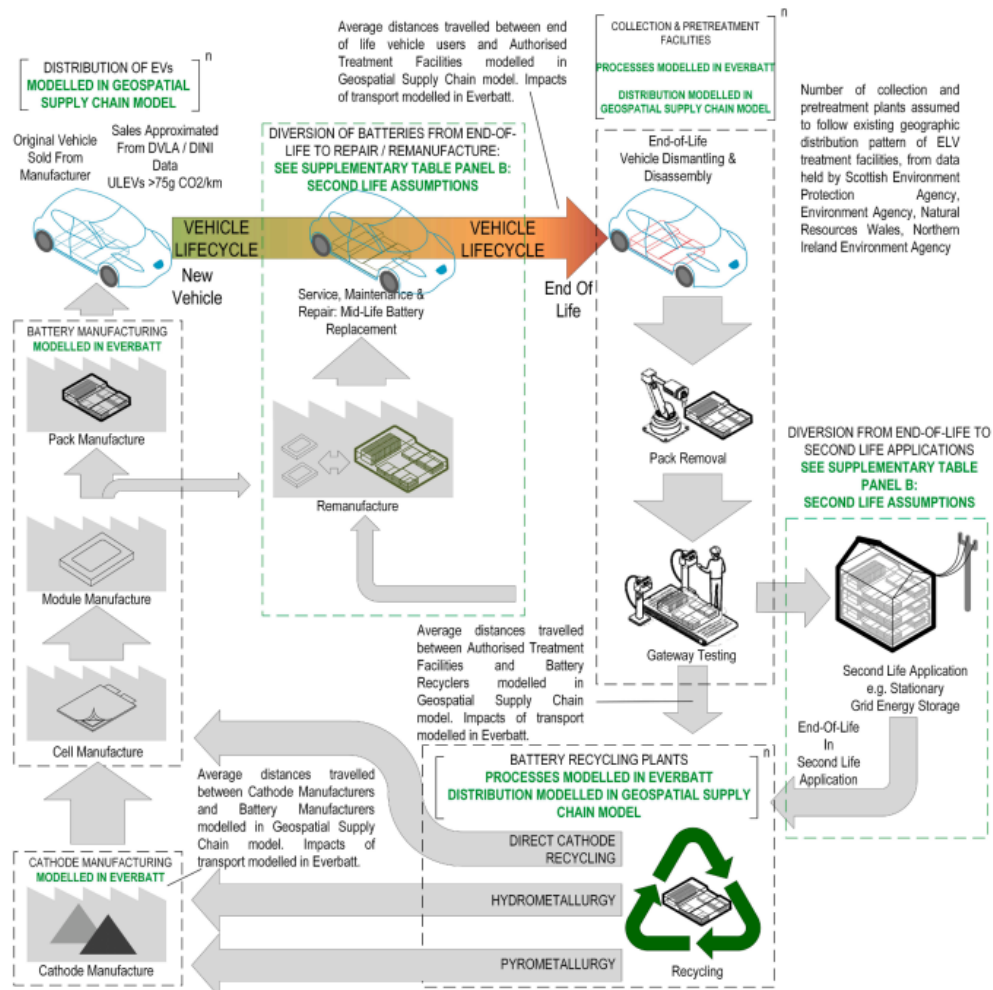 Average distances travelled between end
of life vehicle users and Authorised
Treatment Facilities modelled in
Geospatial Supply Chain model. Impacts
of transport modelled in Everbatt.
n
COLLECTION & PRETREATMENT
FACILITIES
PROCESSES MODELLED IN EVERBATT
DISTRIBUTION MODELLED IN
GEOSPATIAL SUPPLY CHAIN MODEL
n
DISTRIBUTION OF EVs
MODELLED IN GEOSPATIAL
SUPPLY CHAIN MODEL
Original Vehicle
Sold From
Manufacturer
Sales Approximated
From DVLA / DINI
Data
ULEVs >75g CO2/km
DIVERSION OF BATTERIES FROM END-OF-
LIFE TO REPAIR / REMANUFACTURE:
SEE SUPPLEMENTARY TABLE PANEL B:
SECOND LIFE ASSUMPTIONS
End-of-Life
Vehicle Dismantling &
Disassembly
Number of collection and
pretreatment plants assumed
to follow existing geographic
distribution pattern of ELV
treatment facilities, from data
held by Scottish Environment
Protection Agency,
Environment Agency, Natural
Resources Wales, Northern
Ireland Environment Agency
VEHICLE
LIFECYCLE
VEHICLE
LIFECYCLE
New
Vehicle
End Of
Life
Service, Maintenance &
Repair: Mid-Life Battery
Replacement
BATTERY MANUFACTURING
MODELLED IN EVERBATT
Pack Manufacture
Remanufacture
Pack Removal
DIVERSION FROM END-OF-LIFE TO
SECOND LIFE APPLICATIONS
SEE SUPPLEMENTARY TABLE
PANEL B:
SECOND LIFE ASSUMPTIONS
Module Manufacture
Gateway Testing
Average distances travelled
between Authorised Treatment
Facilities and Battery
Recyclers modelled in
Geospatial Supply Chain
model. Impacts of transport
modelled in Everbatt.
Second Life Application
e.g. Stationary
Grid Energy Storage
End-Of-Life
In
Second Life
Application
Cell Manufacture
Average distances travelled
between Cathode Manufacturers
and Battery Manufacturers
modelled in Geospatial Supply
Chain model. Impacts of
transport modelled in Everbatt.
n
BATTERY RECYCLING PLANTS
PROCESSES MODELLED IN EVERBATT
DISTRIBUTION MODELLED IN GEOSPATIAL SUPPLY
CHAIN MODEL
DIRECT CATHODE
RECYCLING
CATHODE MANUFACTURING
MODELLED IN EVERBATT
HYDROMETALLURGY
PYROMETALLURGY
Cathode Manufacture
Recycling